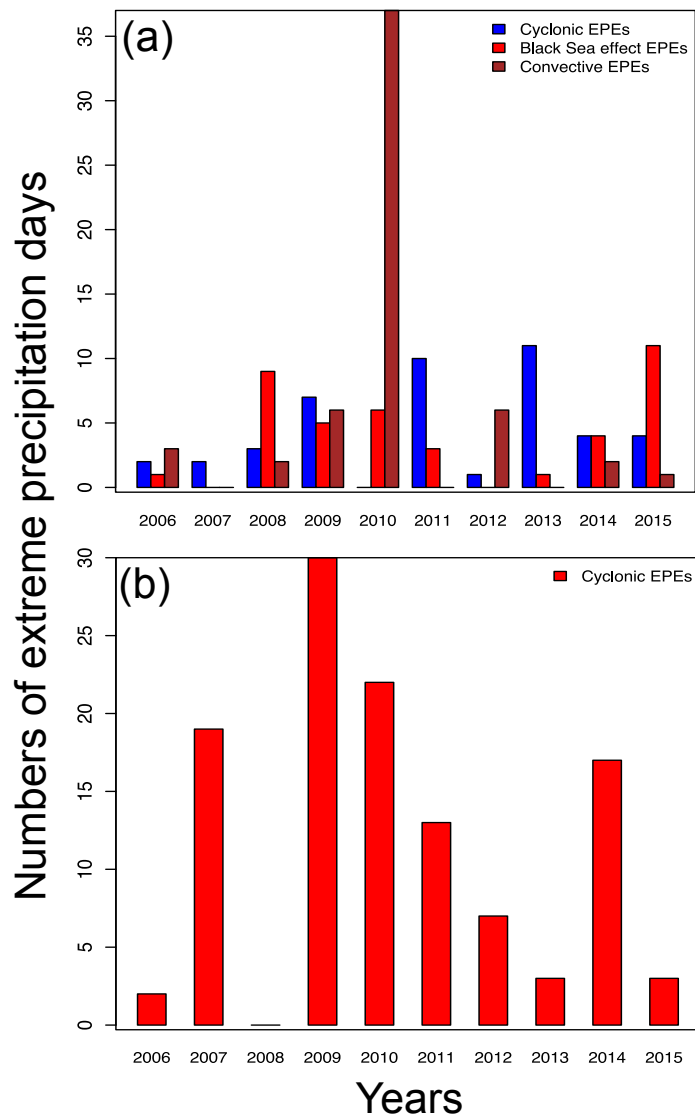 Numbers of extreme precipitation days
(a)
Cyclonic EPEs
Black Sea effect EPEs
Convective EPEs
35
30
25
20
15
10
5
0
2006 2007 2008 2009 2010 2011 2012 2013 2014 2015
(b)
Cyclonic EPEs
30
25
20
15
10
5
0
2006 2007 2008 2009 2010 2011 2012 2013 2014 2015
Years